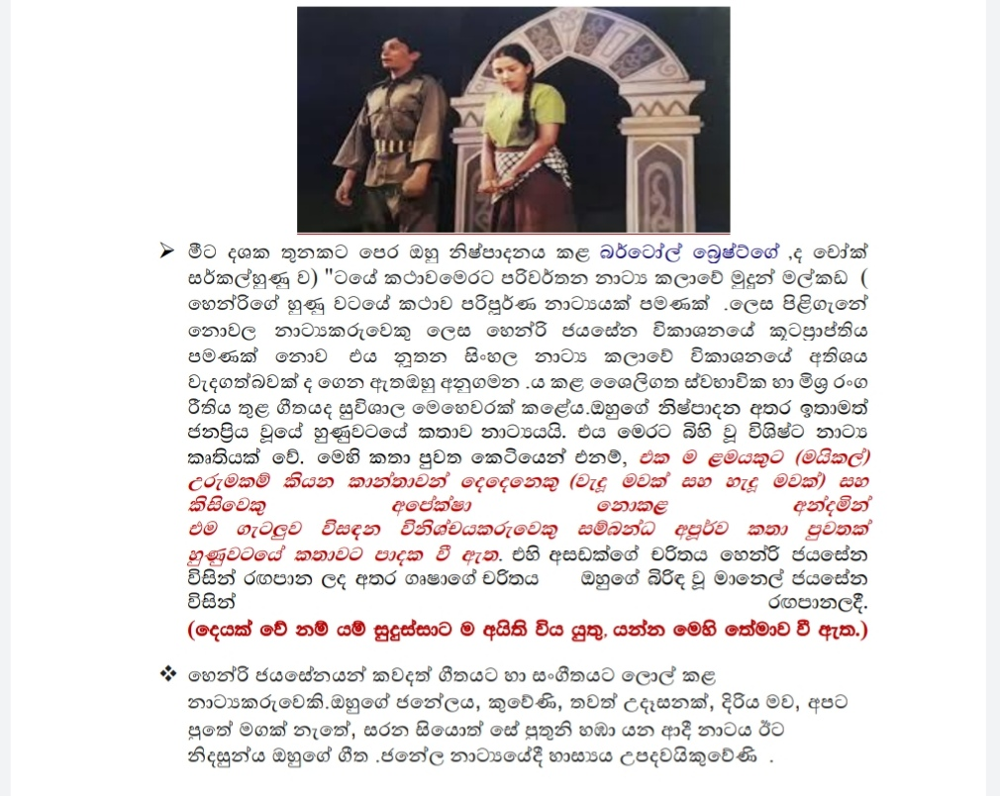 ➢ මීට දශක තුනකට පෙර ඔහු නිෂ්පාදනය කළ බර්ටෝල් බ්‍රෙෂ්ට්ගේ ,ද චෝක්
සර්කල්හුණු ව) "ටයේ කථාවමෙරට පරිවර්තන නාට්‍ය කලාවේ මුදුන් මල්කඩ (
හෙන්රිගේ හුණු වටයේ කථාව පරිපූර්ණ නාට්‍යයක් පමණක් .ලෙස පිළිගැනේ
නොවල නාට්‍යකරුවෙකු ලෙස හෙන්රි ජයසේන විකාශනයේ කූටප්‍රාප්තිය
පමණක් නොව එය නූතන සිංහල නාට්‍ය කලාවේ විකාශනයේ අතිශය
වැදගත්බවක් ද ගෙන ඇතඔහු අනුගමන .ය කළ ශෛලිගත ස්වභාවික හා මිශ්‍ර රංග
රීතිය තුළ ගීතයද සුවිශාල මෙහෙවරක් කළේය.ඔහුගේ නිෂ්පාදන අතර ඉතාමත්
ජනප්‍රිය වූයේ හුණුවටයේ කතාව නාට්‍යයයි. එය මෙරට බිහි වූ විශිෂ්ට නාට්‍ය
කෘතියක් වේ. මෙහි කතා පුවත කෙටියෙන් එනම්, එක ම ළමයකුට (මයිකල්)
උරුමකම් කියන කාන්තාවන් දෙදෙනෙකු (වැදූ මවක් සහ හැදූ මවක්) සහ
කිසිවෙකු අපේක්ෂා නොකළ අන්දමින්
එම ගැටලුව විසඳන විනිශ්චයකරුවෙකු සම්බන්ධ අපූර්ව කතා පුවතක්
හුණුවටයේ කතාවට පාදක වී ඇත. එහි අසඩක්ගේ චරිතය හෙන්රි ජයසේන
විසින් රඟපාන ලද අතර ගෘෂාගේ චරිතය ඔහුගේ බිරිඳ වූ මානෙල් ජයසේන
විසින් රඟපානලදී.
(දෙයක් වේ නම් යම් සුදුස්සාට ම අයිති විය යුතු, යන්න මෙහි තේමාව වී ඇත.)
❖ හෙන්රි ජයසේනයන් කවදත් ගීතයට හා සංගීතයට ලොල් කළ
නාට්‍යකරුවෙකි.ඔහුගේ ජනේලය, කුවේණි, තවත් උදෑසනක්, දිරිය මව, අපට
පුතේ මගක් නැතේ, සරන සියොත් සේ පුතුනි හඹා යන ආදී නාටය ඊට
නිදසුන්ය ඔහුගේ ගීත .ජනේල නාට්‍යයේදී හාස්‍යය උපදවයිකුවේණි .